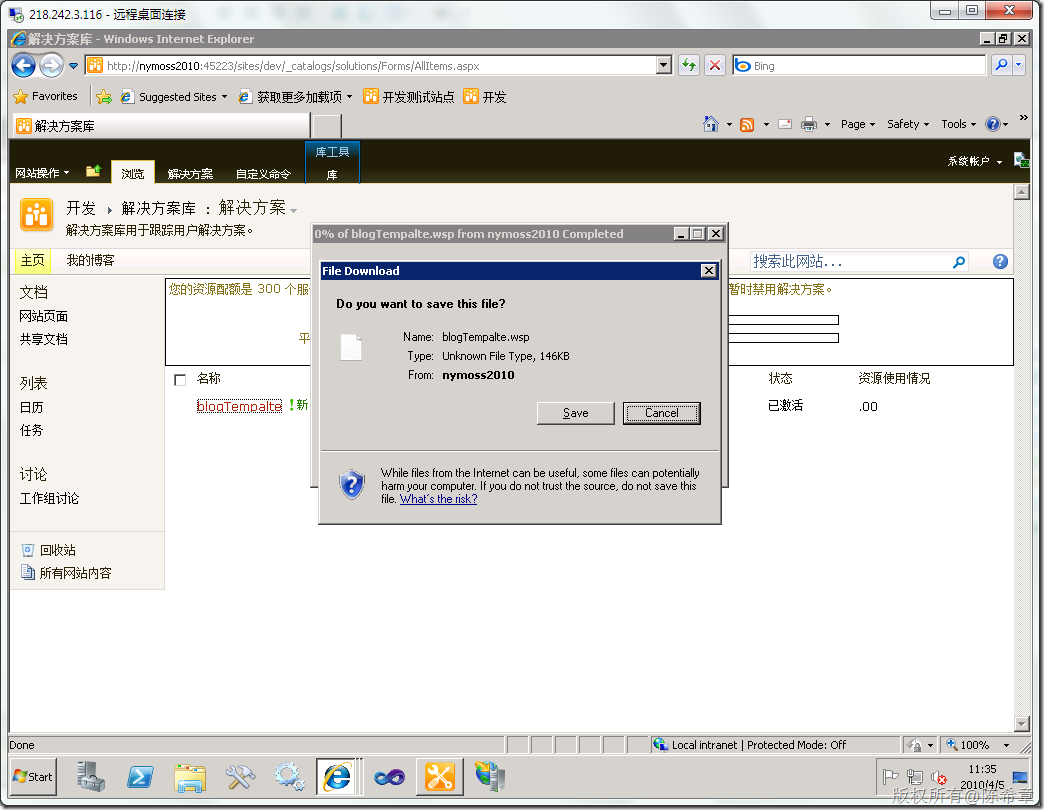 218.242.3.116 - 远程桌面连接
解决方案库 - Windows Internet Explorer
http://nymoss2010:45223/sites/dev/_catalogs/solutions/Forms/AllItems.aspx
Bing
Favorites
Suggested Sites
获取更多加载项
开发测试站点
开发
解决方案库
Page
Safety
Tools
库工具
系统帐户
网站操作
浏览
解决方案
自定义命令
库
开发
解决方案库
:
解决方案
解决方案库用于跟踪用户解决方案。
主页
我的博客
搜索此网站...
文档
网站页面
共享文档
列表
日历
任务
讨论
工作组讨论
回收站
所有网站内容
您的资源配额是 300 个服
暂时禁用解决方案。
平
名称
状态
资源使用情况
blogTempalte
!新
已激活
.00
0% of blogTempalte.wsp from nymoss2010 Completed
File Download
Do you want to save this file?
Name: blogTempalte.wsp
Type: Unknown File Type, 146KB
From: nymoss2010
Save
Cancel
While files from the Internet can be useful, some files can potentially
harm your computer. If you do not trust the source, do not save this
file. What's the risk?
Done
Local intranet | Protected Mode: Off
100%
Start
11:35
2010/4/5
版权所有@陈希章